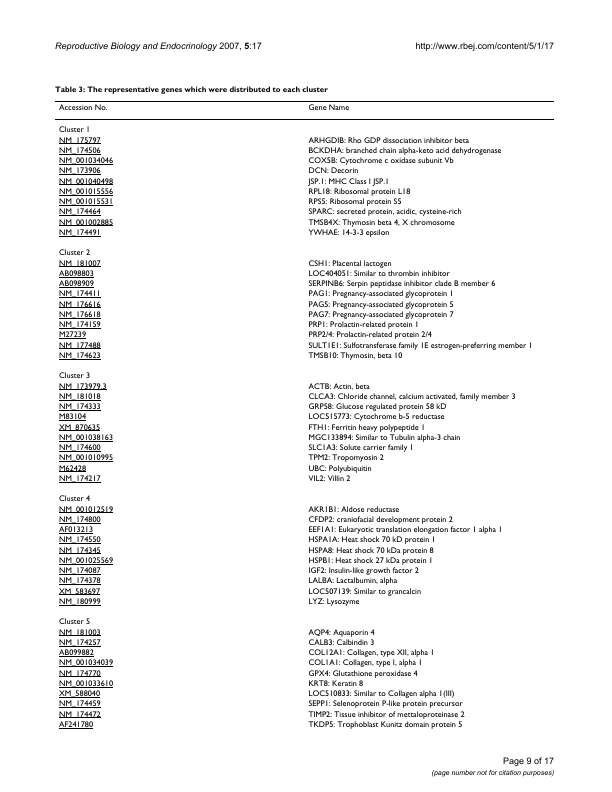 Reproductive Biology and Endocrinology 2007, 5:17 http://www.rbej.com/content/5/1/17
Table 3: The representative genes which were distributed to each cluster
Accession No. Gene Name
Cluster 1
NM_175797 ARHGDIB: Rho GDP dissociation inhibitor beta
NM_174506 BCKDHA: branched chain alpha-keto acid dehydrogenase
NM_001034046 COX5B: Cytochrome c oxidase subunit Vb
NM_173906 DCN: Decorin
NM_001040498 JSP.1: MHC Class I JSP.1
NM_001015556 RPL18: Ribosomal protein L18
NM_001015531 RPS5: Ribosomal protein S5
NM_174464 SPARC: secreted protein, acidic, cysteine-rich
NM_001002885 TMSB4X: Thymosin beta 4, X chromosome
NM_174491 YWHAE: 14-3-3 epsilon
Cluster 2
NM_181007 CSH1: Placental lactogen
AB098803 LOC404051: Similar to thrombin inhibitor
AB098909 SERPINB6: Serpin peptidase inhibitor clade B member 6
NM_174411 PAG1: Pregnancy-associated glycoprotein 1
NM_176616 PAG5: Pregnancy-associated glycoprotein 5
NM_176618 PAG7: Pregnancy-associated glycoprotein 7
NM_174159 PRP1: Prolactin-related protein 1
M27239 PRP2/4: Prolactin-related protein 2/4
NM_177488 SULT1E1: Sulfotransferase family 1E estrogen-preferring member 1
NM_174623 TMSB10: Thymosin, beta 10
Cluster 3
NM_173979.3 ACTB: Actin, beta
NM_181018 CLCA3: Chloride channel, calcium activated, family member 3
NM_174333 GRP58: Glucose regulated protein 58 kD
M83104 LOC515773: Cytochrome b-5 reductase
XM_870635 FTH1: Ferritin heavy polypeptide 1
NM_001038163 MGC133894: Similar to Tubulin alpha-3 chain
NM_174600 SLC1A3: Solute carrier family 1
NM_001010995 TPM2: Tropomyosin 2
M62428 UBC: Polyubiquitin
NM_174217 VIL2: Villin 2
Cluster 4
NM_001012519 AKR1B1: Aldose reductase
NM_174800 CFDP2: craniofacial development protein 2
AF013213 EEF1A1: Eukaryotic translation elongation factor 1 alpha 1
NM_174550 HSPA1A: Heat shock 70 kD protein 1
NM_174345 HSPA8: Heat shock 70 kDa protein 8
NM_001025569 HSPB1: Heat shock 27 kDa protein 1
NM_174087 IGF2: Insulin-like growth factor 2
NM_174378 LALBA: Lactalbumin, alpha
XM_583697 LOC507139: Similar to grancalcin
NM_180999 LYZ: Lysozyme
Cluster 5
NM_181003 AQP4: Aquaporin 4
NM_174257 CALB3: Calbindin 3
AB099882 COL12A1: Collagen, type XII, alpha 1
NM_001034039 COL1A1: Collagen, type I, alpha 1
NM_174770 GPX4: Glutathione peroxidase 4
NM_001033610 KRT8: Keratin 8
XM_588040 LOC510833: Similar to Collagen alpha 1(III)
NM_174459 SEPP1: Selenoprotein P-like protein precursor
NM_174472 TIMP2: Tissue inhibitor of mettaloproteinase 2
AF241780 TKDP5: Trophoblast Kunitz domain protein 5
Page 9 of 17
(page number not for citation purposes)